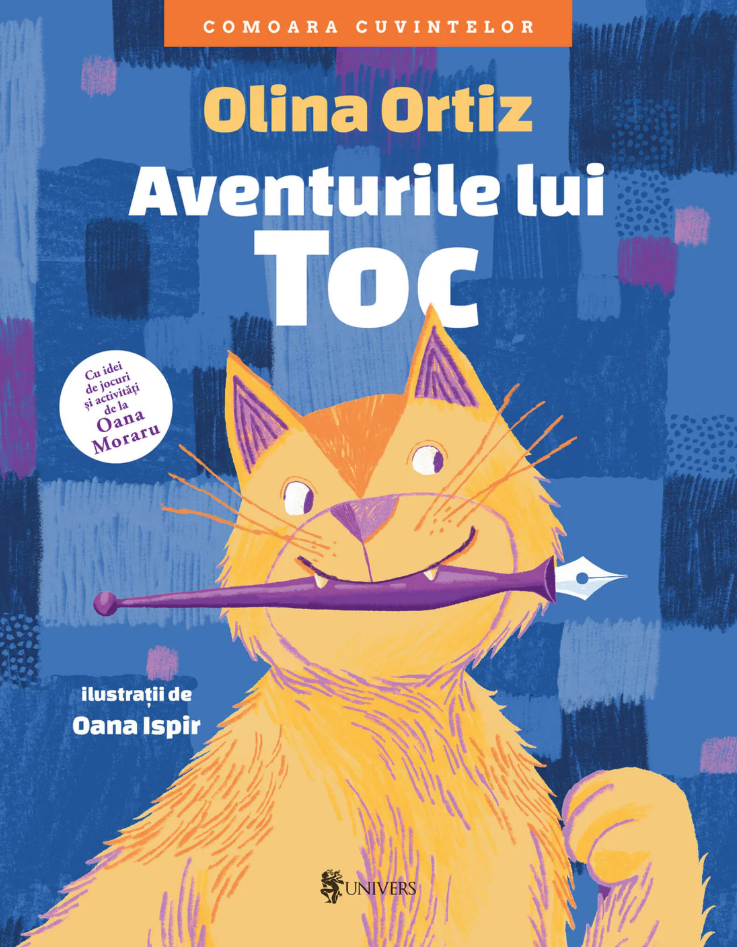 COMOARA CUVINTELOR
Olina Ortiz
Aventurile lui
Toc
Cu idei
de jocuri
și activități
de la
Oana
Moraru
ilustrații de
Oana Ispir
UNIVERS